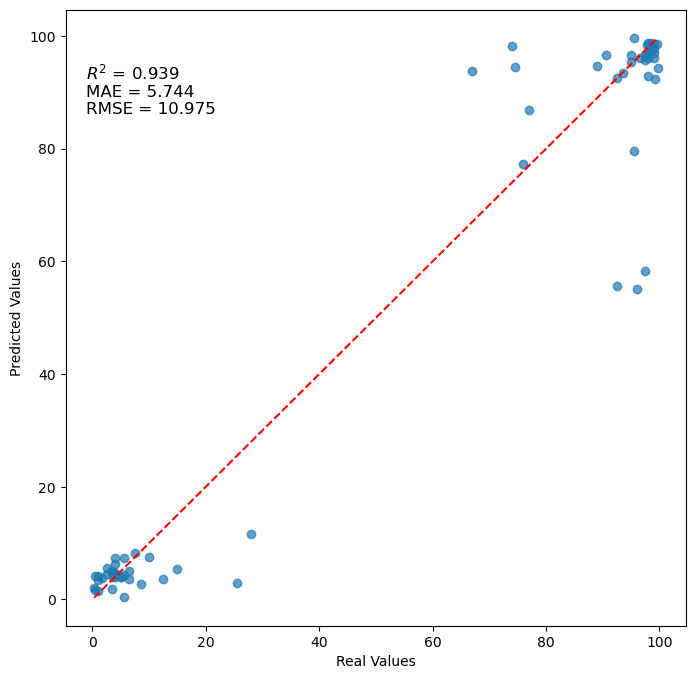 100
80
60
40
20
0
Predicted Values
R² = 0.939
MAE = 5.744
RMSE = 10.975
0 20 40 60 80 100
Real Values